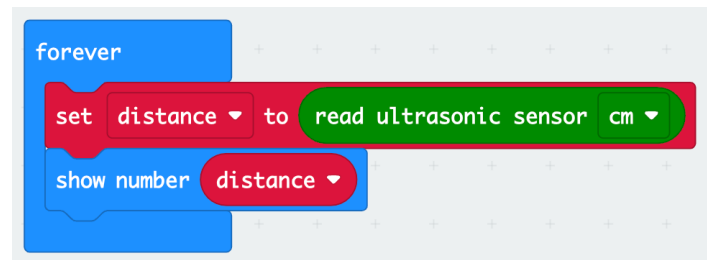 forever
set distance to read ultrasonic sensor cm
show number distance